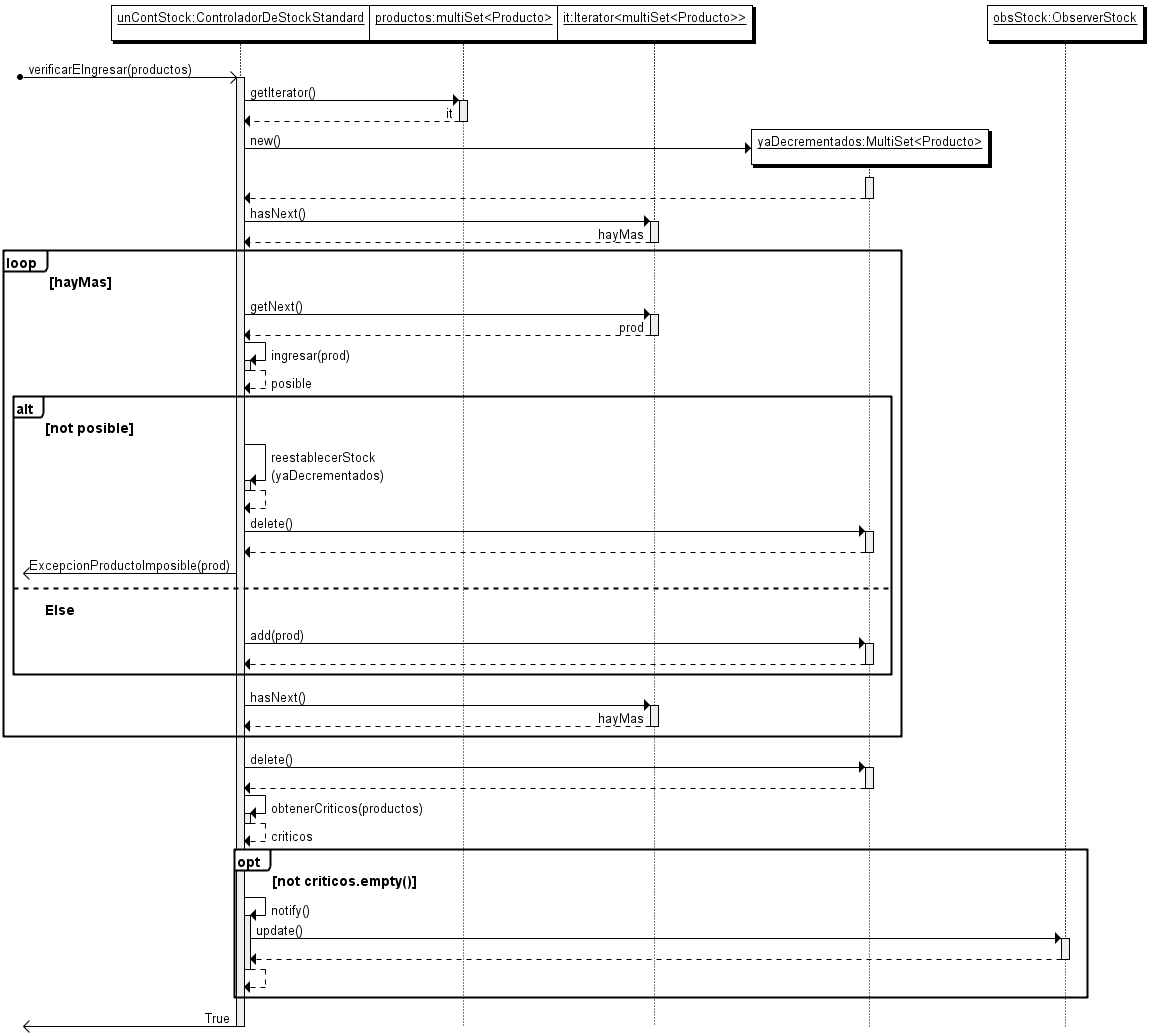 unContStock:ControladorDeStockStandard
productos:multiSet<Producto>
it:Iterator<multiSet<Producto>>
obsStock:ObserverStock
verificarEIngresar(productos)
getIterator()
it
new()
yaDecrementados:MultiSet<Producto>
hasNext()
hayMas
loop
[hayMas]
getNext()
prod
ingresar(prod)
posible
alt
[not posible]
reestablecerStock
(yaDecrementados)
delete()
ExcepcionProductoImposible(prod)
Else
add(prod)
hasNext()
hayMas
delete()
obtenerCriticos(productos)
criticos
opt
[not criticos.empty()]
notify()
update()
True